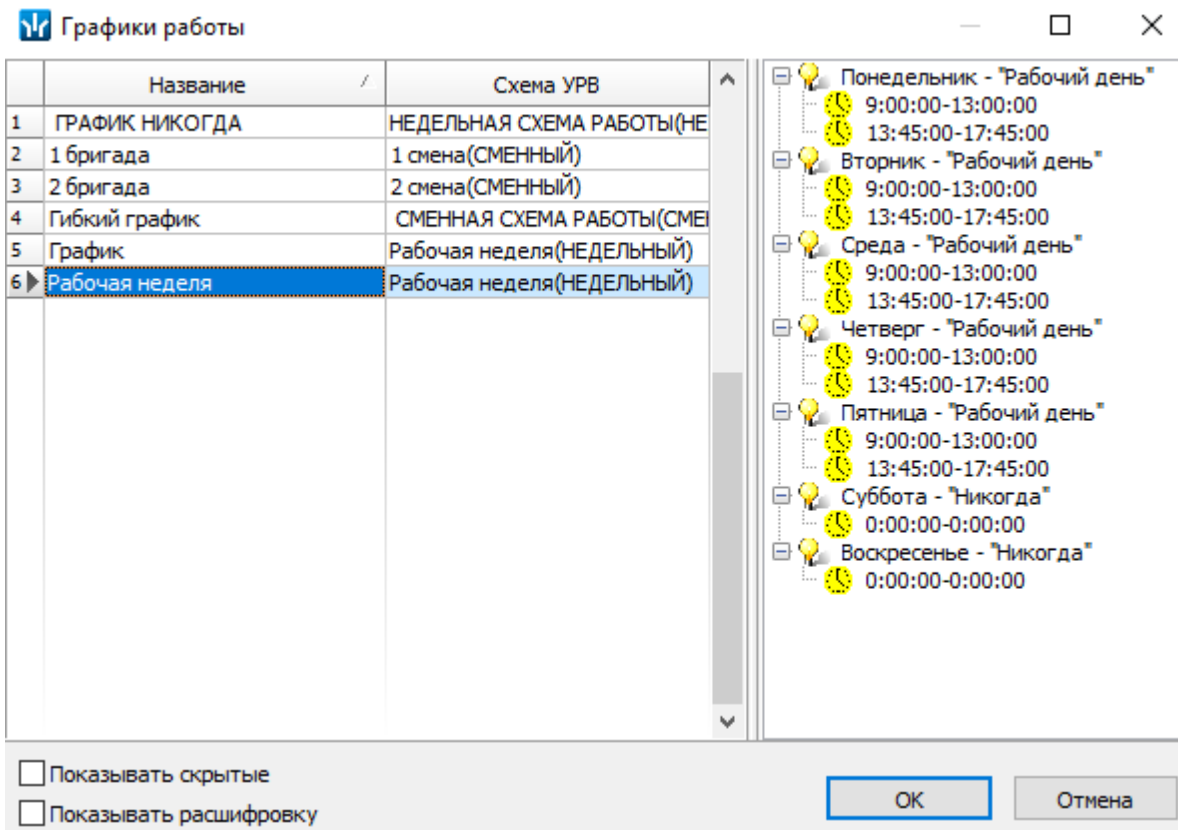 Графики работы
Название Схема УРВ
1 ГРАФИК НИКОГДА НЕДЕЛЬНАЯ СХЕМА РАБОТЫ(НЕ
2 1 бригада 1 смена(СМЕННЫЙ)
3 2 бригада 2 смена(СМЕННЫЙ)
4 Гибкий график СМЕННАЯ СХЕМА РАБОТЫ(СМЕ
5 График Рабочая неделя(НЕДЕЛЬНЫЙ)
6 Рабочая неделя Рабочая неделя(НЕДЕЛЬНЫЙ)
Понедельник - "Рабочий день"
9:00:00-13:00:00
13:45:00-17:45:00
Вторник - "Рабочий день"
9:00:00-13:00:00
13:45:00-17:45:00
Среда - "Рабочий день"
9:00:00-13:00:00
13:45:00-17:45:00
Четверг - "Рабочий день"
9:00:00-13:00:00
13:45:00-17:45:00
Пятница - "Рабочий день"
9:00:00-13:00:00
13:45:00-17:45:00
Суббота - "Никогда"
0:00:00-0:00:00
Воскресенье - "Никогда"
0:00:00-0:00:00
Показывать скрытые
Показывать расшифровку
ОК Отмена